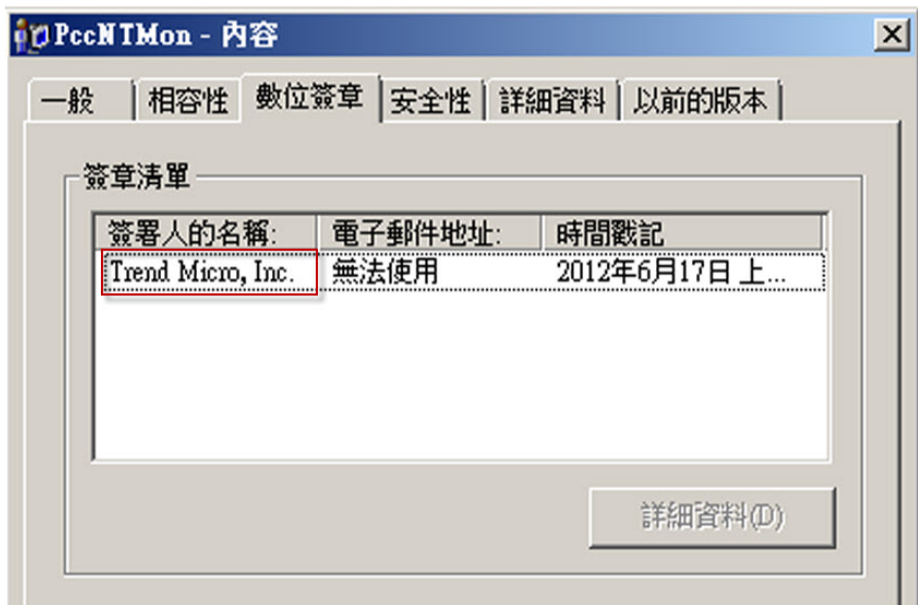 PccNTMon - 內容
一般 相容性 數位簽章 安全性 詳細資料 以前的版本
簽章清單
簽署人的名稱: 電子郵件地址: 時間戳記
Trend Micro, Inc. 無法使用 2012年6月17日 上...
詳細資料(D)